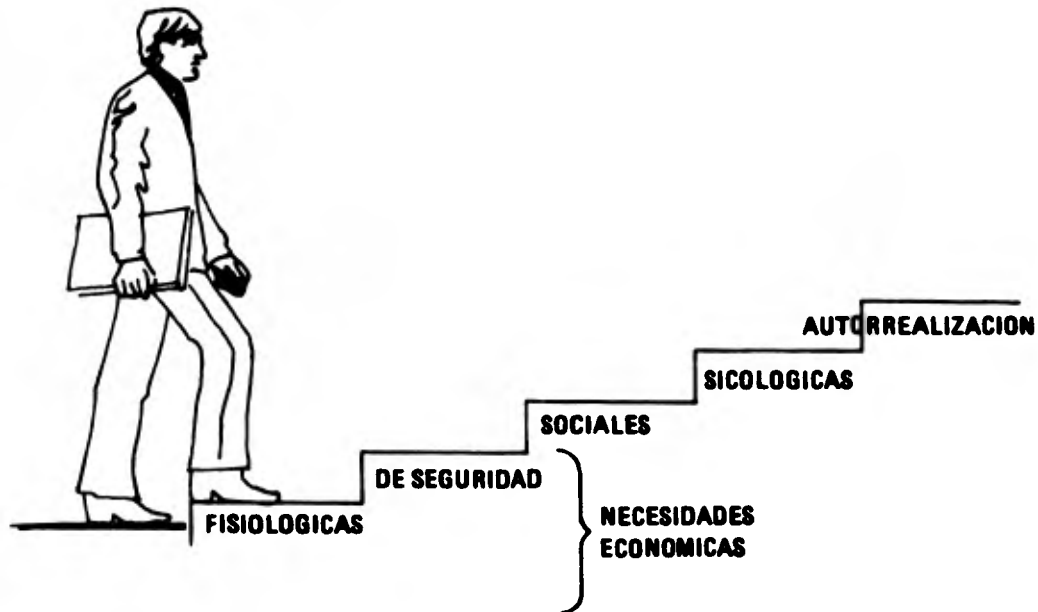 AUTORREALIZACION
SICOLOGICAS
SOCIALES
DE SEGURIDAD
FISIOLOGICAS
NECESIDADES
ECONOMICAS